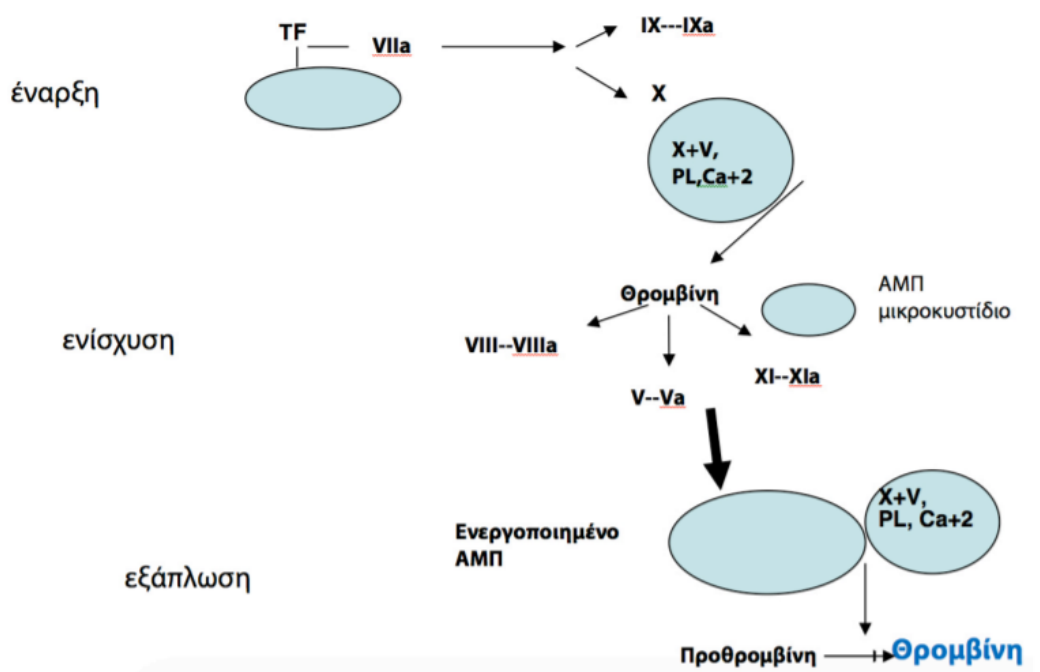 TF
VIIa
IX---IXa
έναρξη
X
X+V,
PL,Ca+2
Θρομβίνη
ΑΜΠ
μικροκυστίδιο
ενίσχυση
VIII--VIIIa
XI--XIa
V--Va
X+V,
PL, Ca+2
Ενεργοποιημένο
ΑΜΠ
εξάπλωση
Προθρομβίνη
Θρομβίνη